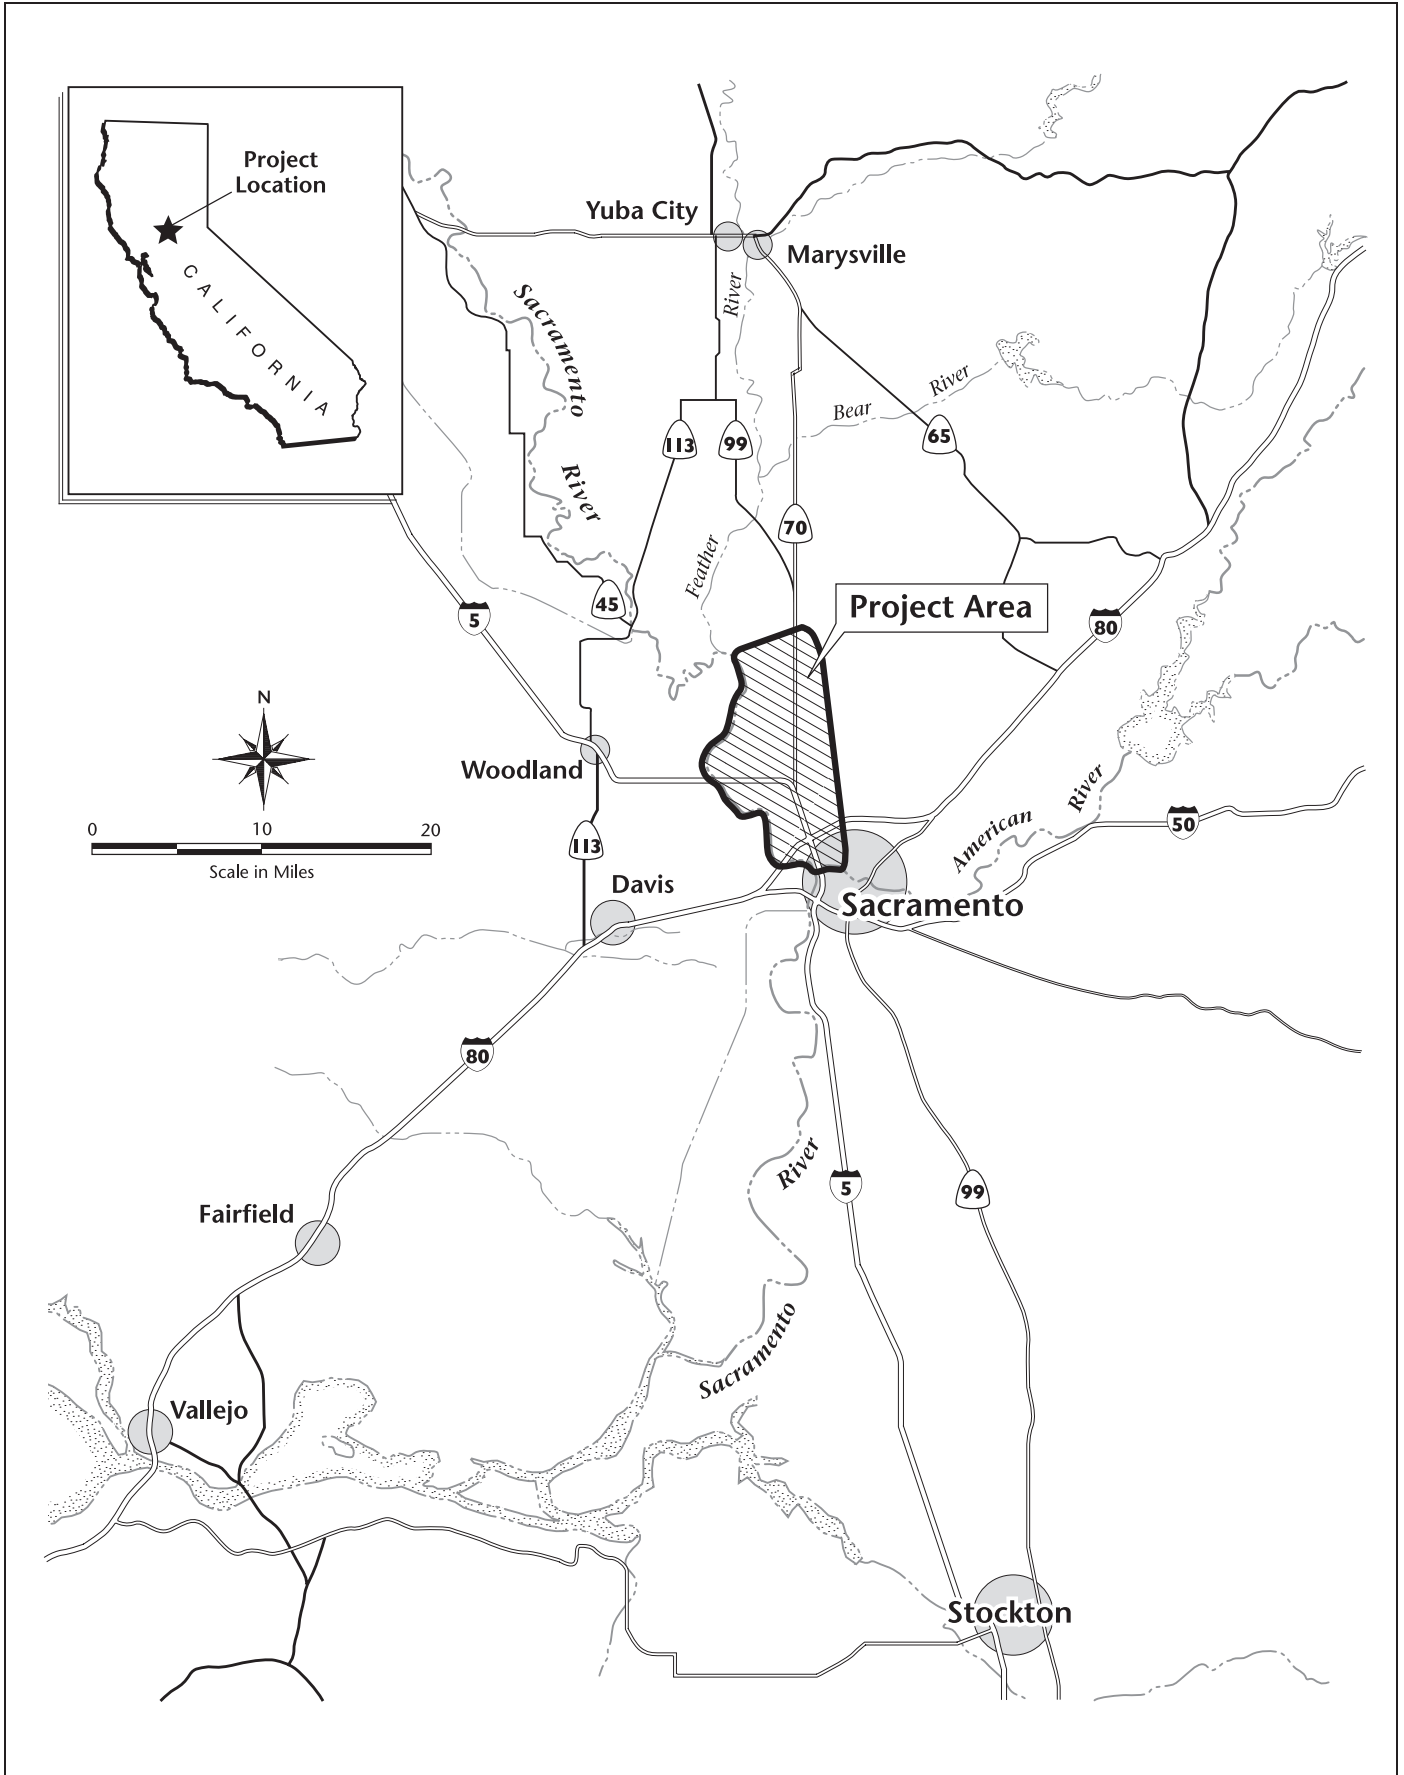 Project
Location
CALIFORNIA
Yuba City
Marysville
Sacramento
River
River
Bear
River
113
99
65
70
Feather
45
5
Project Area
80
N
Woodland
0
10
20
Scale in Miles
113
American
River
50
Davis
Sacramento
80
River
5
99
Fairfield
Sacramento
Vallejo
Stockton